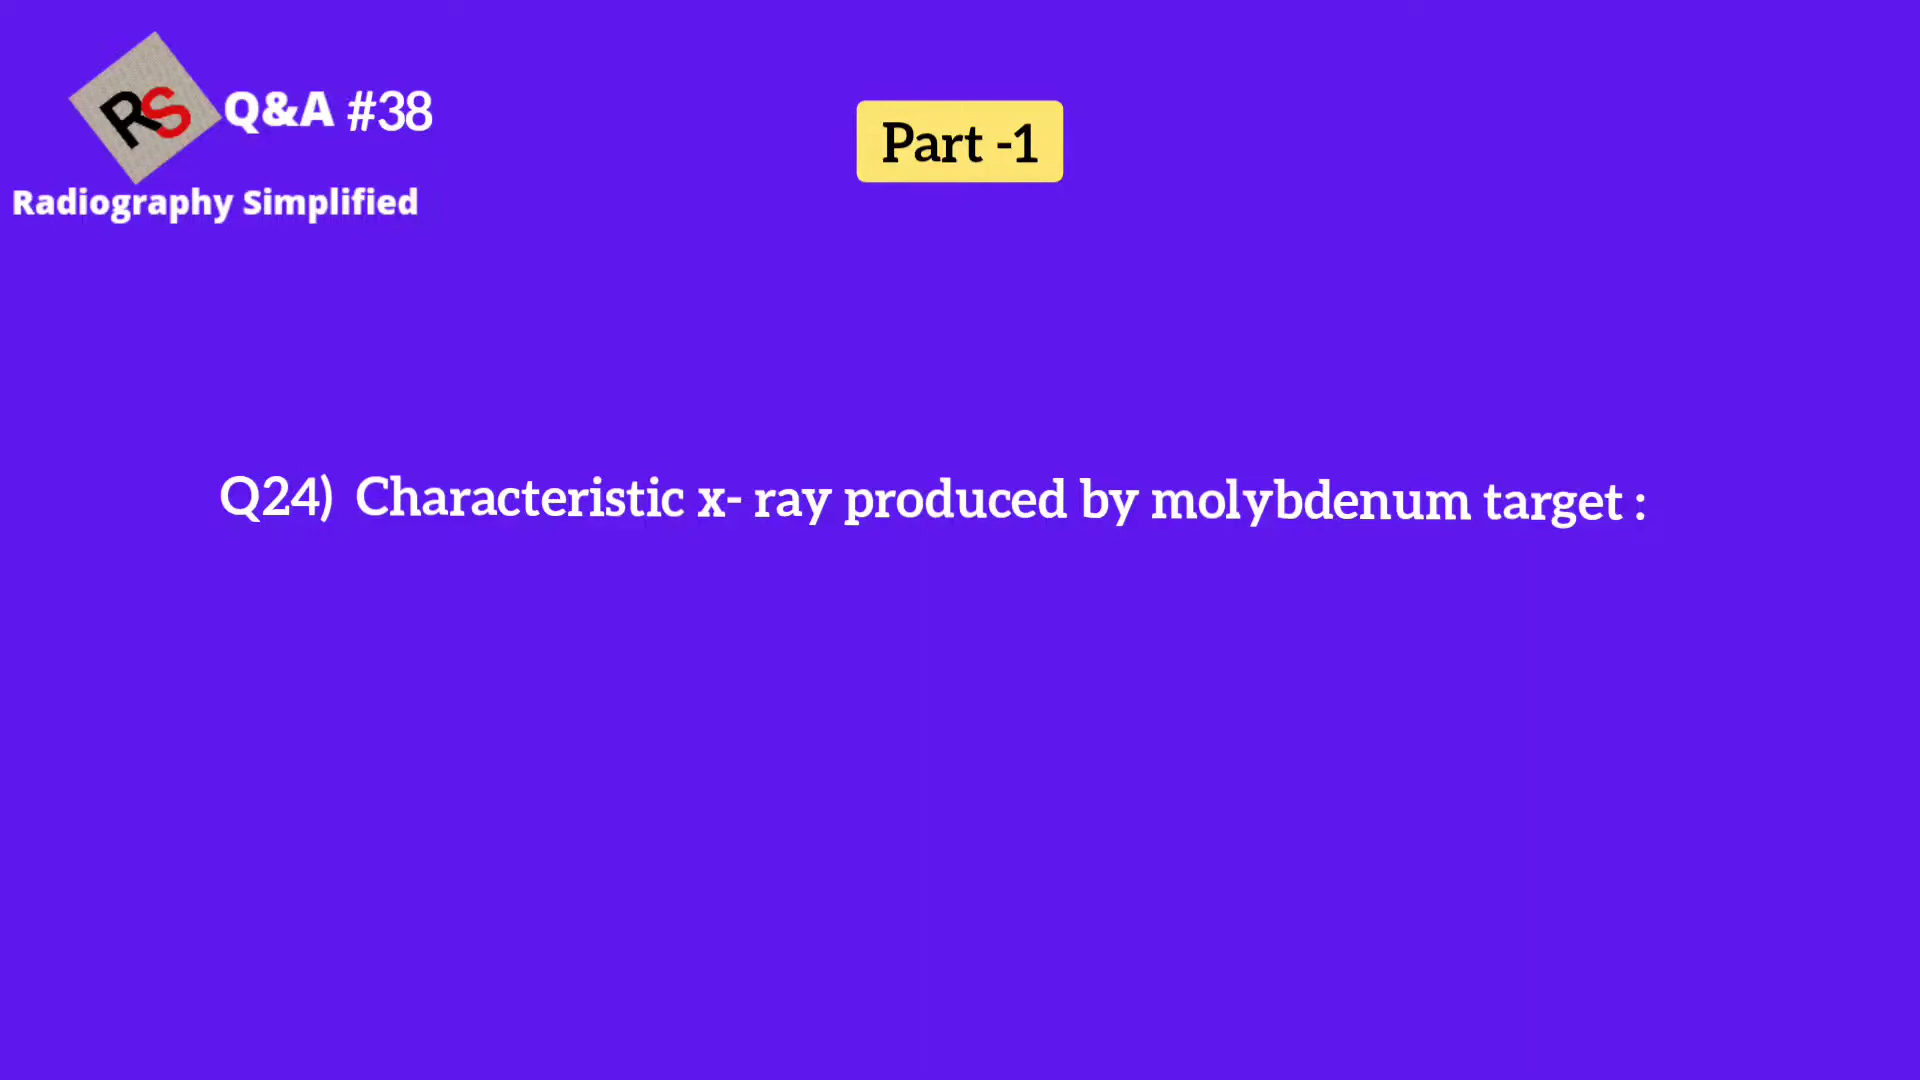 RS Q&A #38
Radiography Simplified
Part -1
Q24) Characteristic x- ray produced by molybdenum target :